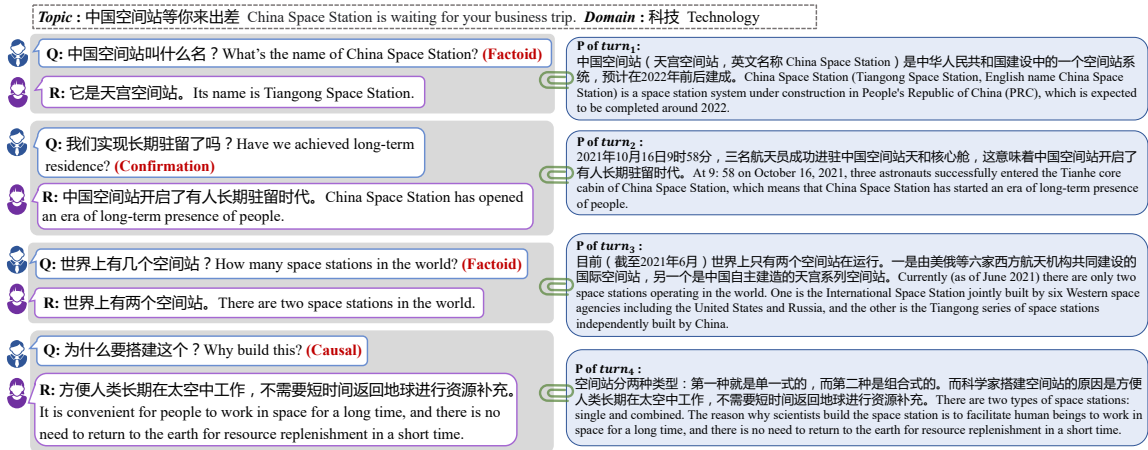 Topic : 中国空间站等你来出差 China Space Station is waiting for your business trip. Domain : 科技 Technology
Q: 中国空间站叫什么名？What's the name of China Space Station? (Factoid)
R: 它是天宫空间站。Its name is Tiangong Space Station.
P of turn₁:
中国空间站（天宫空间站，英文名称 China Space Station）是中华人民共和国建设中的一个空间站系
统，预计在2022年前后建成。China Space Station (Tiangong Space Station, English name China Space
Station) is a space station system under construction in People's Republic of China (PRC), which is expected
to be completed around 2022.
Q: 我们实现长期驻留了吗？Have we achieved long-term
residence? (Confirmation)
R: 中国空间站开启了有人长期驻留时代。China Space Station has opened
an era of long-term presence of people.
P of turn₂ :
2021年10月16日9时58分，三名航天员成功进驻中国空间站天和核心舱，这意味着中国空间站开启了
有人长期驻留时代。At 9: 58 on October 16, 2021, three astronauts successfully entered the Tianhe core
cabin of China Space Station, which means that China Space Station has started an era of long-term presence
of people.
Q: 世界上有几个空间站？How many space stations in the world? (Factoid)
R: 世界上有两个空间站。There are two space stations in the world.
P of turn₃ :
目前（截至2021年6月）世界上只有两个空间站在运行。一是由美俄等六家西方航天机构共同建设的
国际空间站，另一个是中国自主建造的天宫系列空间站。Currently (as of June 2021) there are only two
space stations operating in the world. One is the International Space Station jointly built by six Western space
agencies including the United States and Russia, and the other is the Tiangong series of space stations
independently built by China.
Q: 为什么要搭建这个？Why build this? (Causal)
R: 方便人类长期在太空中工作，不需要短时间返回地球进行资源补充。
It is convenient for people to work in space for a long time, and there is no
need to return to the earth for resource replenishment in a short time.
P of turn₄ :
空间站分两种类型：第一种就是单一式的，而第二种是组合式的。而科学家搭建空间站的原因是方便
人类长期在太空中工作，不需要短时间返回地球进行资源补充。There are two types of space stations:
single and combined. The reason why scientists build the space station is to facilitate human beings to work in
space for a long time, and there is no need to return to the earth for resource replenishment in a short time.